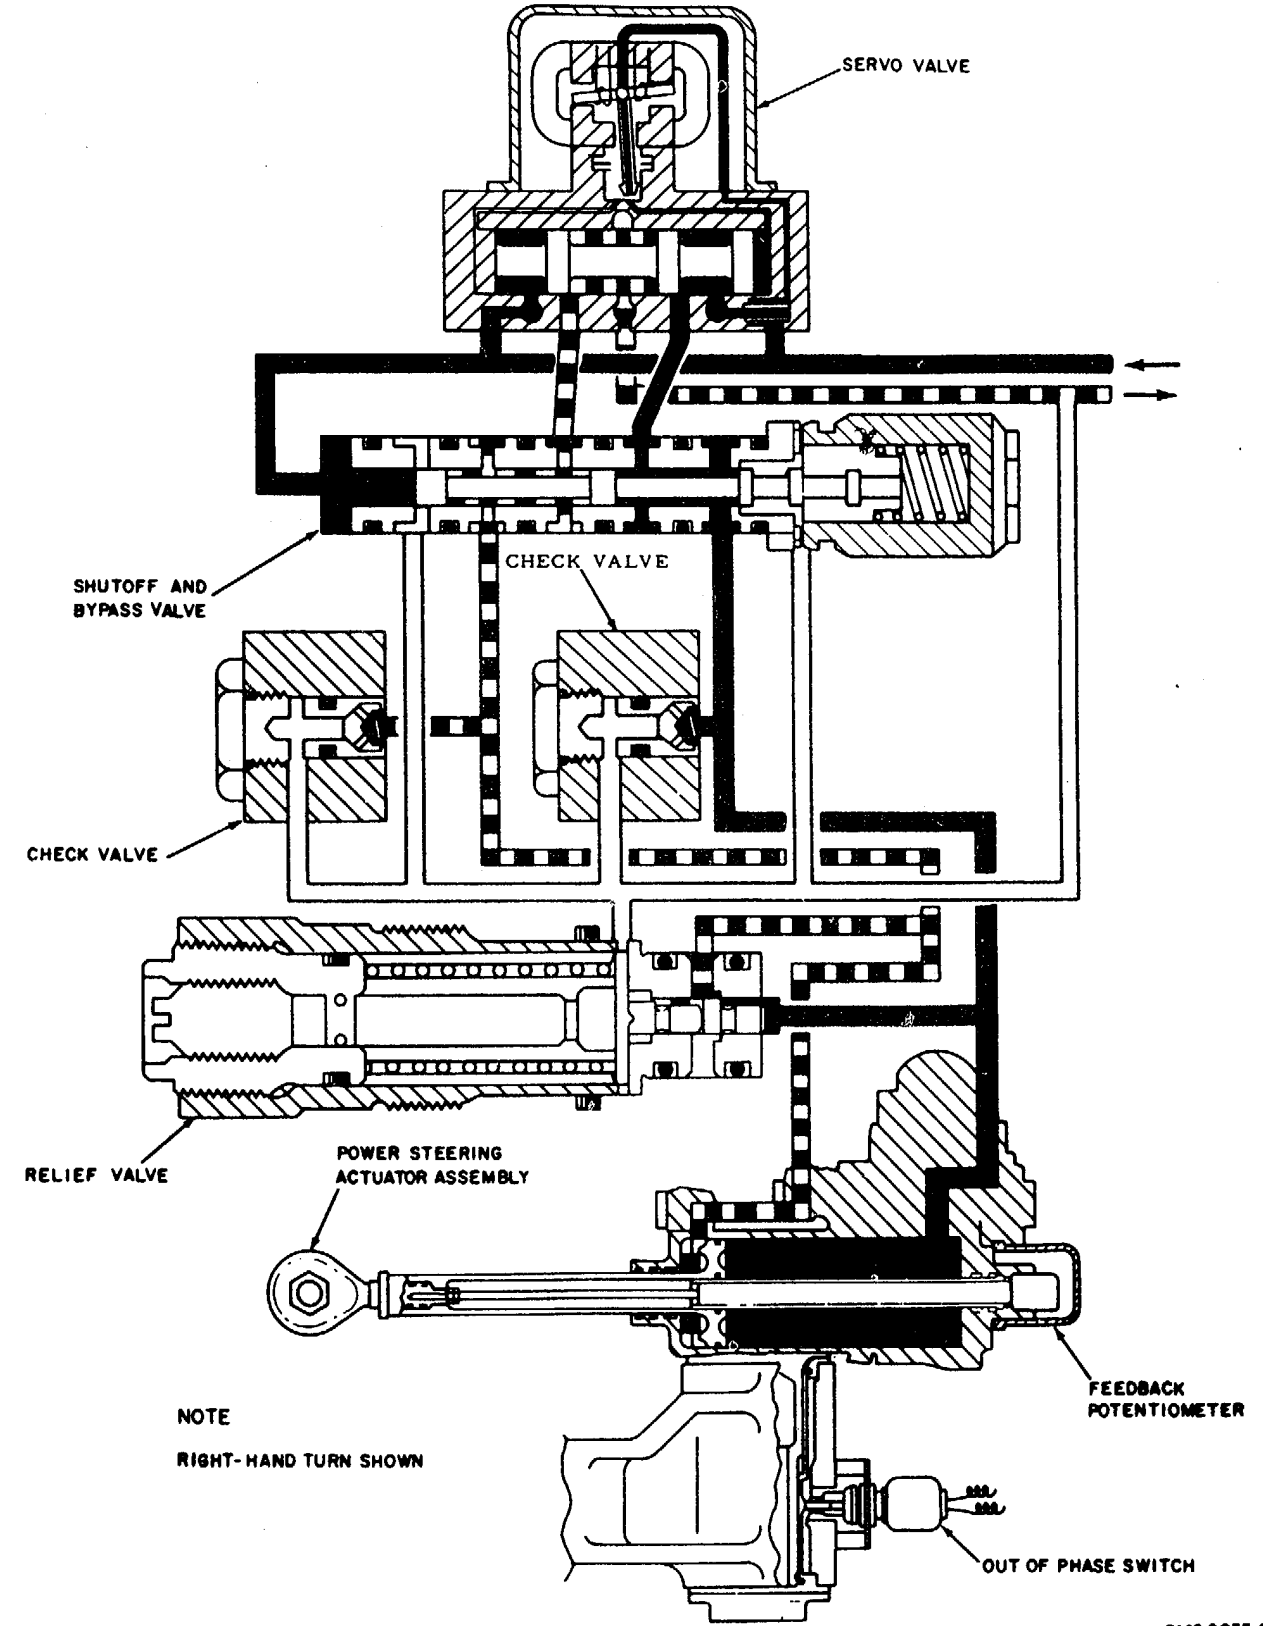 SERVO VALVE
CHECK VALVE
SHUTOFF AND
BYPASS VALVE
CHECK VALVE
RELIEF VALVE
POWER STEERING
ACTUATOR ASSEMBLY
FEEDBACK
POTENTIOMETER
NOTE
RIGHT-HAND TURN SHOWN
OUT OF PHASE SWITCH